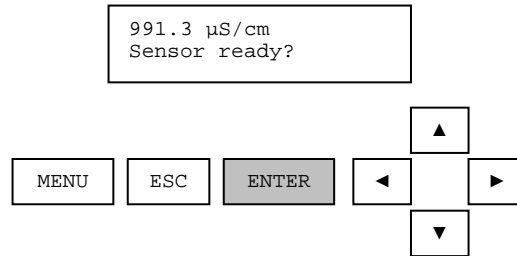 991.3 µS/cm
Sensor ready?
▲
MENU ESC ENTER ◄ ►
▼